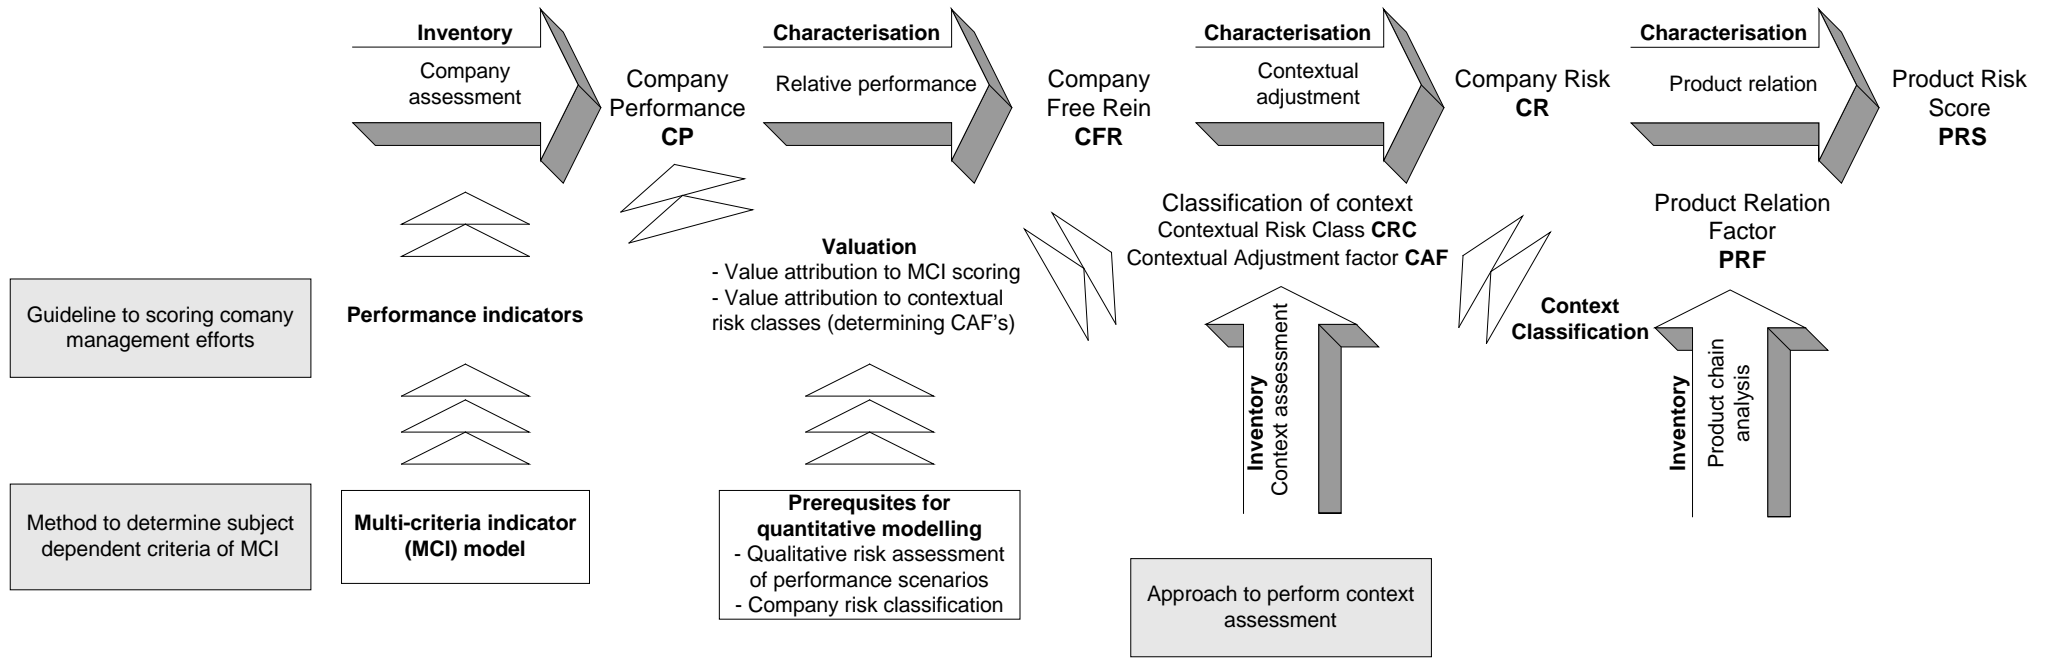 Inventory
Company
assessment
Company
Performance
CP
Characterisation
Relative performance
Company
Free Rein
CFR
Characterisation
Contextual
adjustment
Company Risk
CR
Characterisation
Product relation
Product Risk
Score
PRS
Guideline to scoring comany
management efforts
Performance indicators
Valuation
- Value attribution to MCI scoring
- Value attribution to contextual
risk classes (determining CAF's)
Classification of context
Contextual Risk Class CRC
Contextual Adjustment factor CAF
Context
Classification
Product Relation
Factor
PRF
Inventory
Context assessment
Inventory
Product chain
analysis
Method to determine subject
dependent criteria of MCI
Multi-criteria indicator
(MCI) model
Prerequsites for
quantitative modelling
- Qualitative risk assessment
of performance scenarios
- Company risk classification
Approach to perform context
assessment